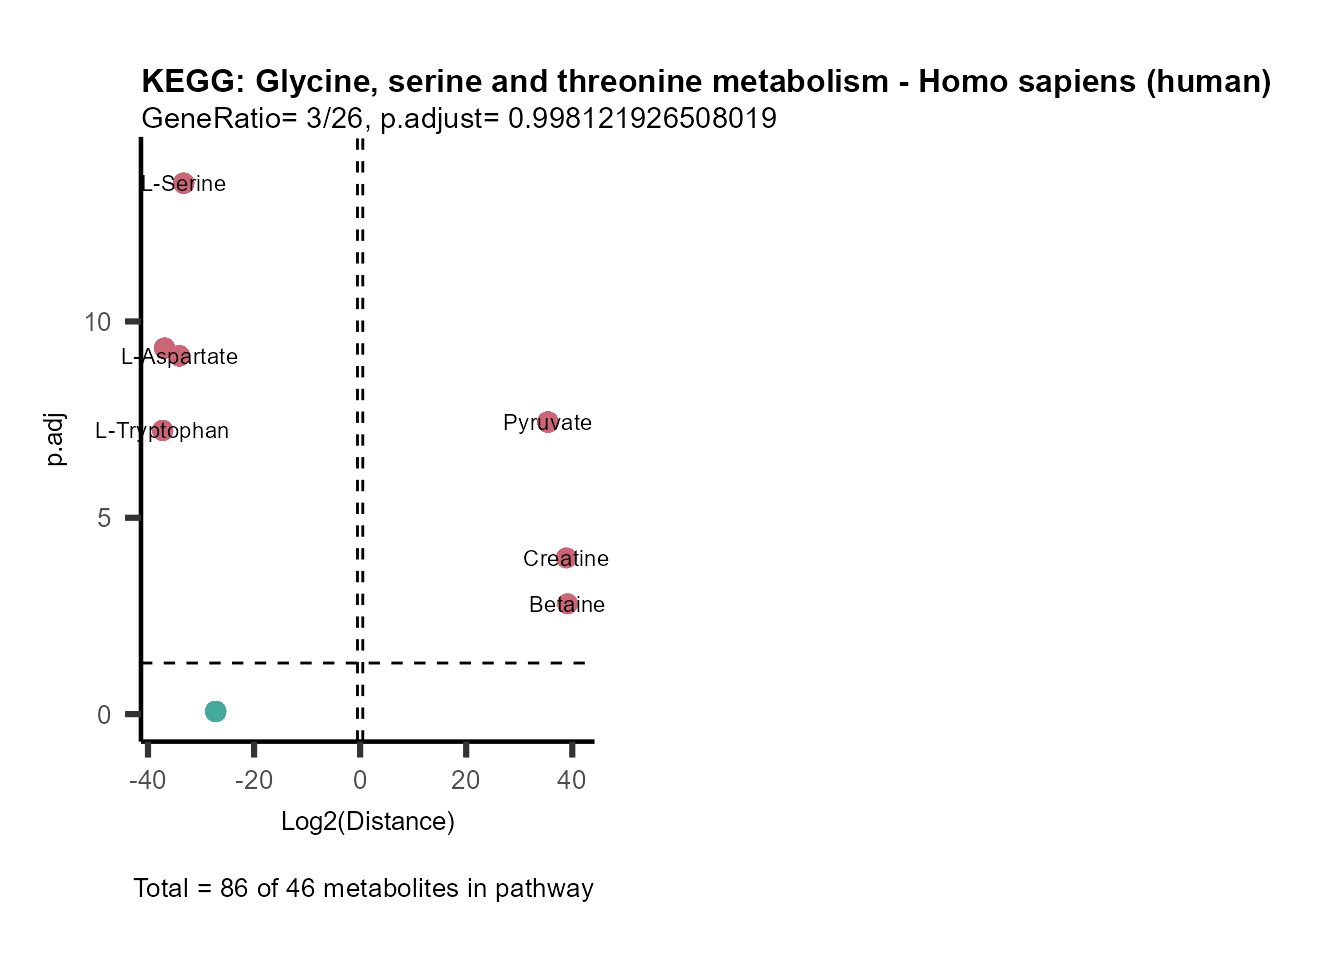 KEGG: Glycine, serine and threonine metabolism - Homo sapiens (human)
GeneRatio= 3/26, p.adjust= 0.998121926508019
L-Serine
10
L-Aspartate
Pyruvate
L-Tryptophan
p.adj
5
Creatine
Betaine
0
-40 -20 0 20 40
Log2(Distance)
Total = 86 of 46 metabolites in pathway